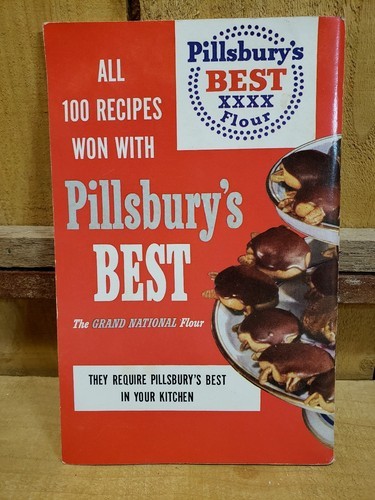 Pillsbury's
BEST
XXXX
Flour
ALL
100 RECIPES
WON WITH
Pillsbury's
BEST
The GRAND NATIONAL Flour
THEY REQUIRE PILLSBURY'S BEST
IN YOUR KITCHEN